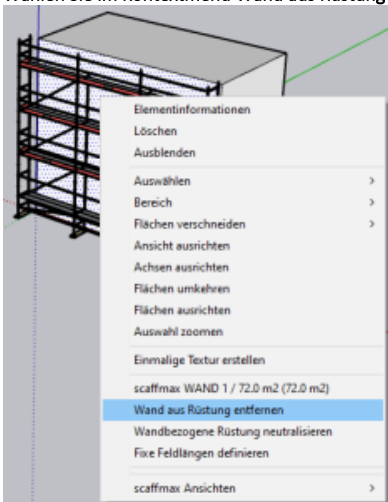 Wählen Sie im Kontextmenü Wand aus Rüstung
Elementinformationen
Löschen
Ausblenden
Auswählen
Bereich
Flächen verschneiden
Ansicht ausrichten
Achsen ausrichten
Flächen umkehren
Flächen ausrichten
Auswahl zoomen
Einmalige Textur erstellen
scaffmax WAND 1 / 72.0 m2 (72.0 m2)
Wand aus Rüstung entfernen
Wandbezogene Rüstung neutralisieren
Fixe Feldlängen definieren
scaffmax Ansichten